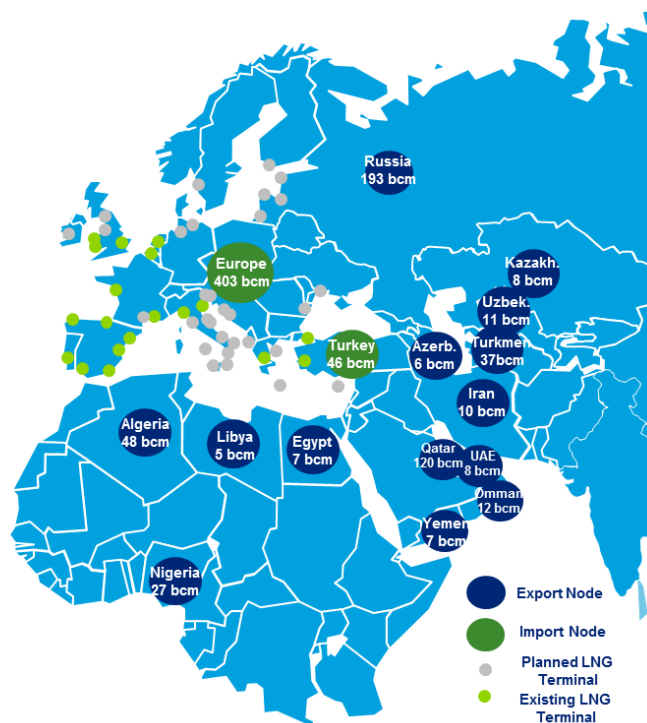 Russia
193 bcm
Europe
403 bcm
Kazakh.
8 bcm
Uzbek.
11 bcm
Turkmen.
37bcm
Turkey
46 bcm
Azerb.
6 bcm
Iran
10 bcm
Algeria
48 bcm
Libya
5 bcm
Egypt
7 bcm
Qatar
120 bcm
UAE
8 bcm
Omman
12 bcm
Yemen
7 bcm
Nigeria
27 bcm
Export Node
Import Node
Planned LNG
Terminal
Existing LNG
Terminal